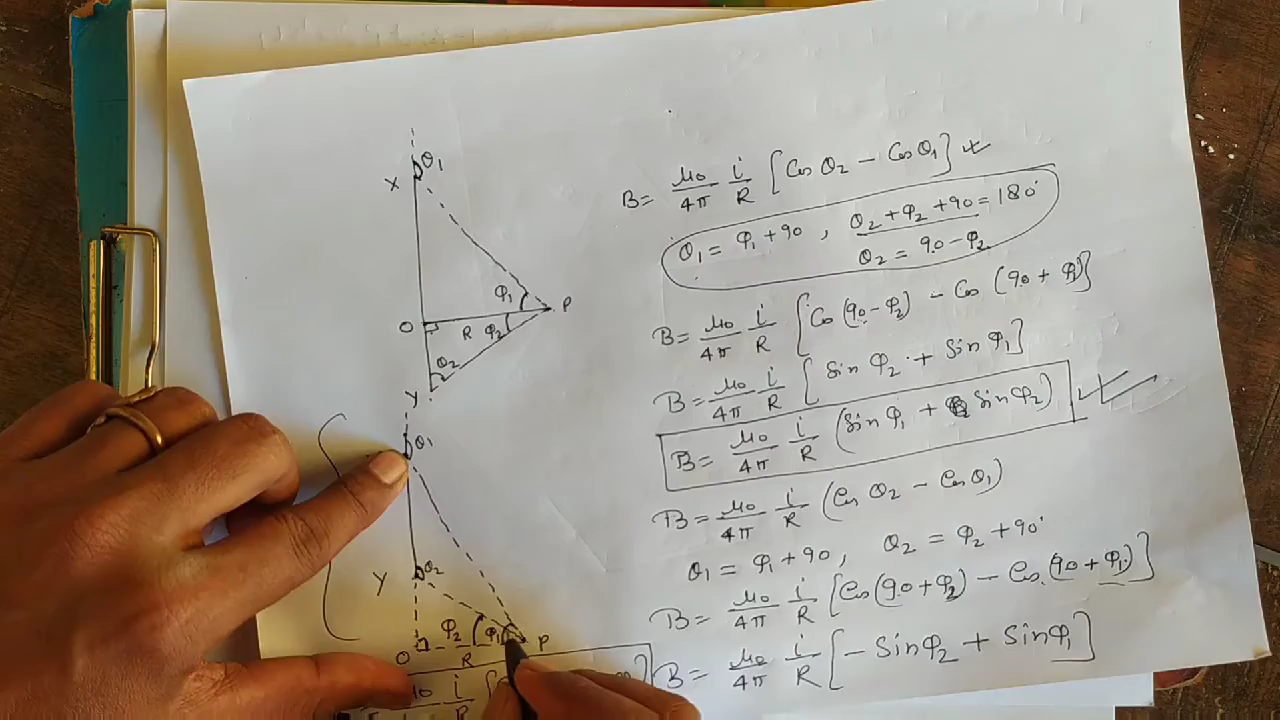 θ₁
X
φ₁
P
O
R
φ₂
θ₂
Y
θ₁
θ₂
Y
φ₂
φ₁
P
O
R
μ₀/4π i/R [
B = μ₀/4π i/R [Cos θ₂ − Cos θ₁]
θ₁ = φ₁ + 90 , θ₂ + φ₂ + 90 = 180°
θ₂ = 90 − φ₂
B = μ₀/4π i/R [Cos (90 − φ₂) − Cos (90 + φ₁)]
B = μ₀/4π i/R [Sin φ₂ + Sin φ₁]
B = μ₀/4π i/R (Sin φ₁ + Sin φ₂)
B = μ₀/4π i/R (Cos θ₂ − Cos θ₁)
θ₁ = φ₁ + 90, θ₂ = φ₂ + 90°
B = μ₀/4π i/R [Cos (90 + φ₂) − Cos (90 + φ₁)]
B = μ₀/4π i/R [− Sin φ₂ + Sin φ₁]